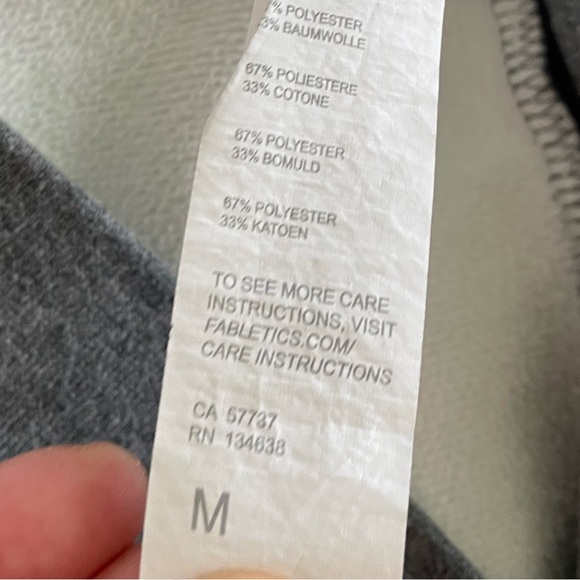 % POLYESTER
3% BAUMWOLLE
67% POLIESTERE
33% COTONE
67% POLYESTER
33% BOMULD
67% POLYESTER
33% KATOEN
TO SEE MORE CARE
INSTRUCTIONS, VISIT
FABLETICS.COM/
CARE INSTRUCTIONS
CA 57737
RN 134638
M